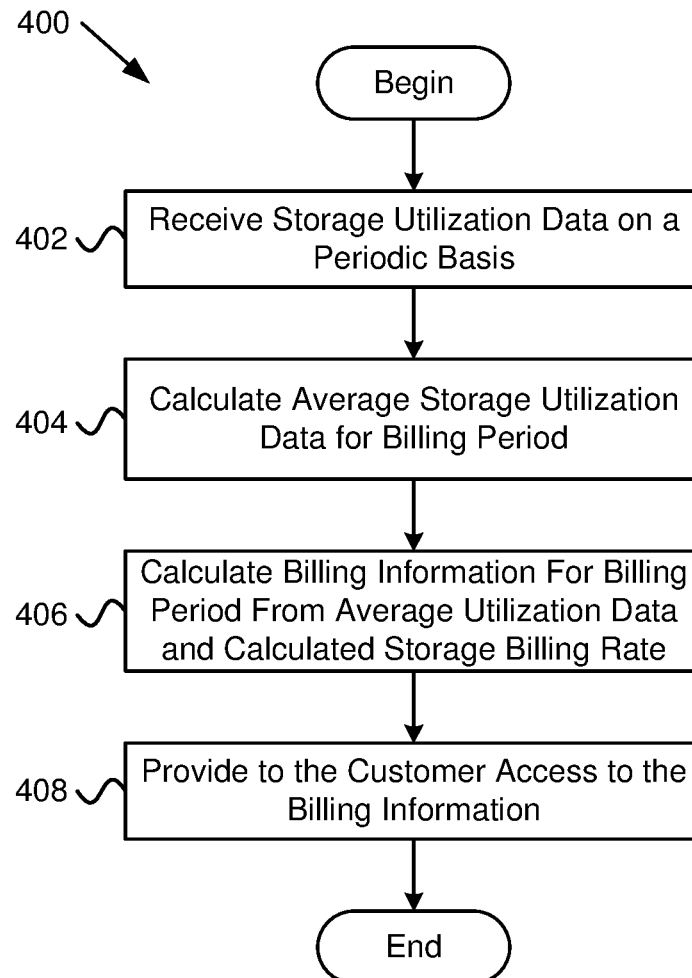 400
Begin
402
Receive Storage Utilization Data on a
Periodic Basis
404
Calculate Average Storage Utilization
Data for Billing Period
406
Calculate Billing Information For Billing
Period From Average Utilization Data
and Calculated Storage Billing Rate
408
Provide to the Customer Access to the
Billing Information
End